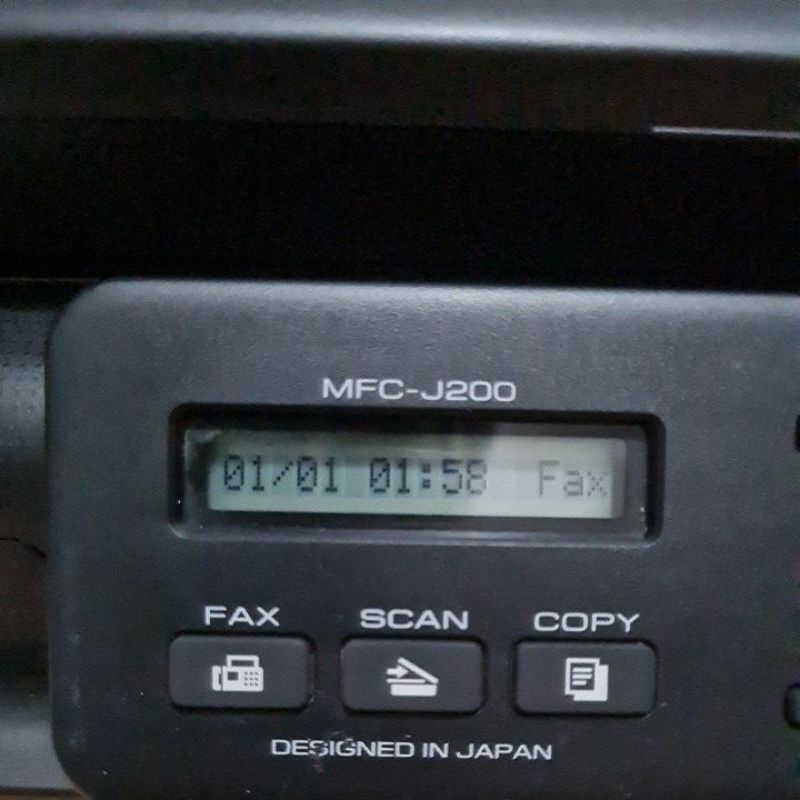 MFC-J200
01/01 01:58 Fax
FAX SCAN COPY
DESIGNED IN JAPAN